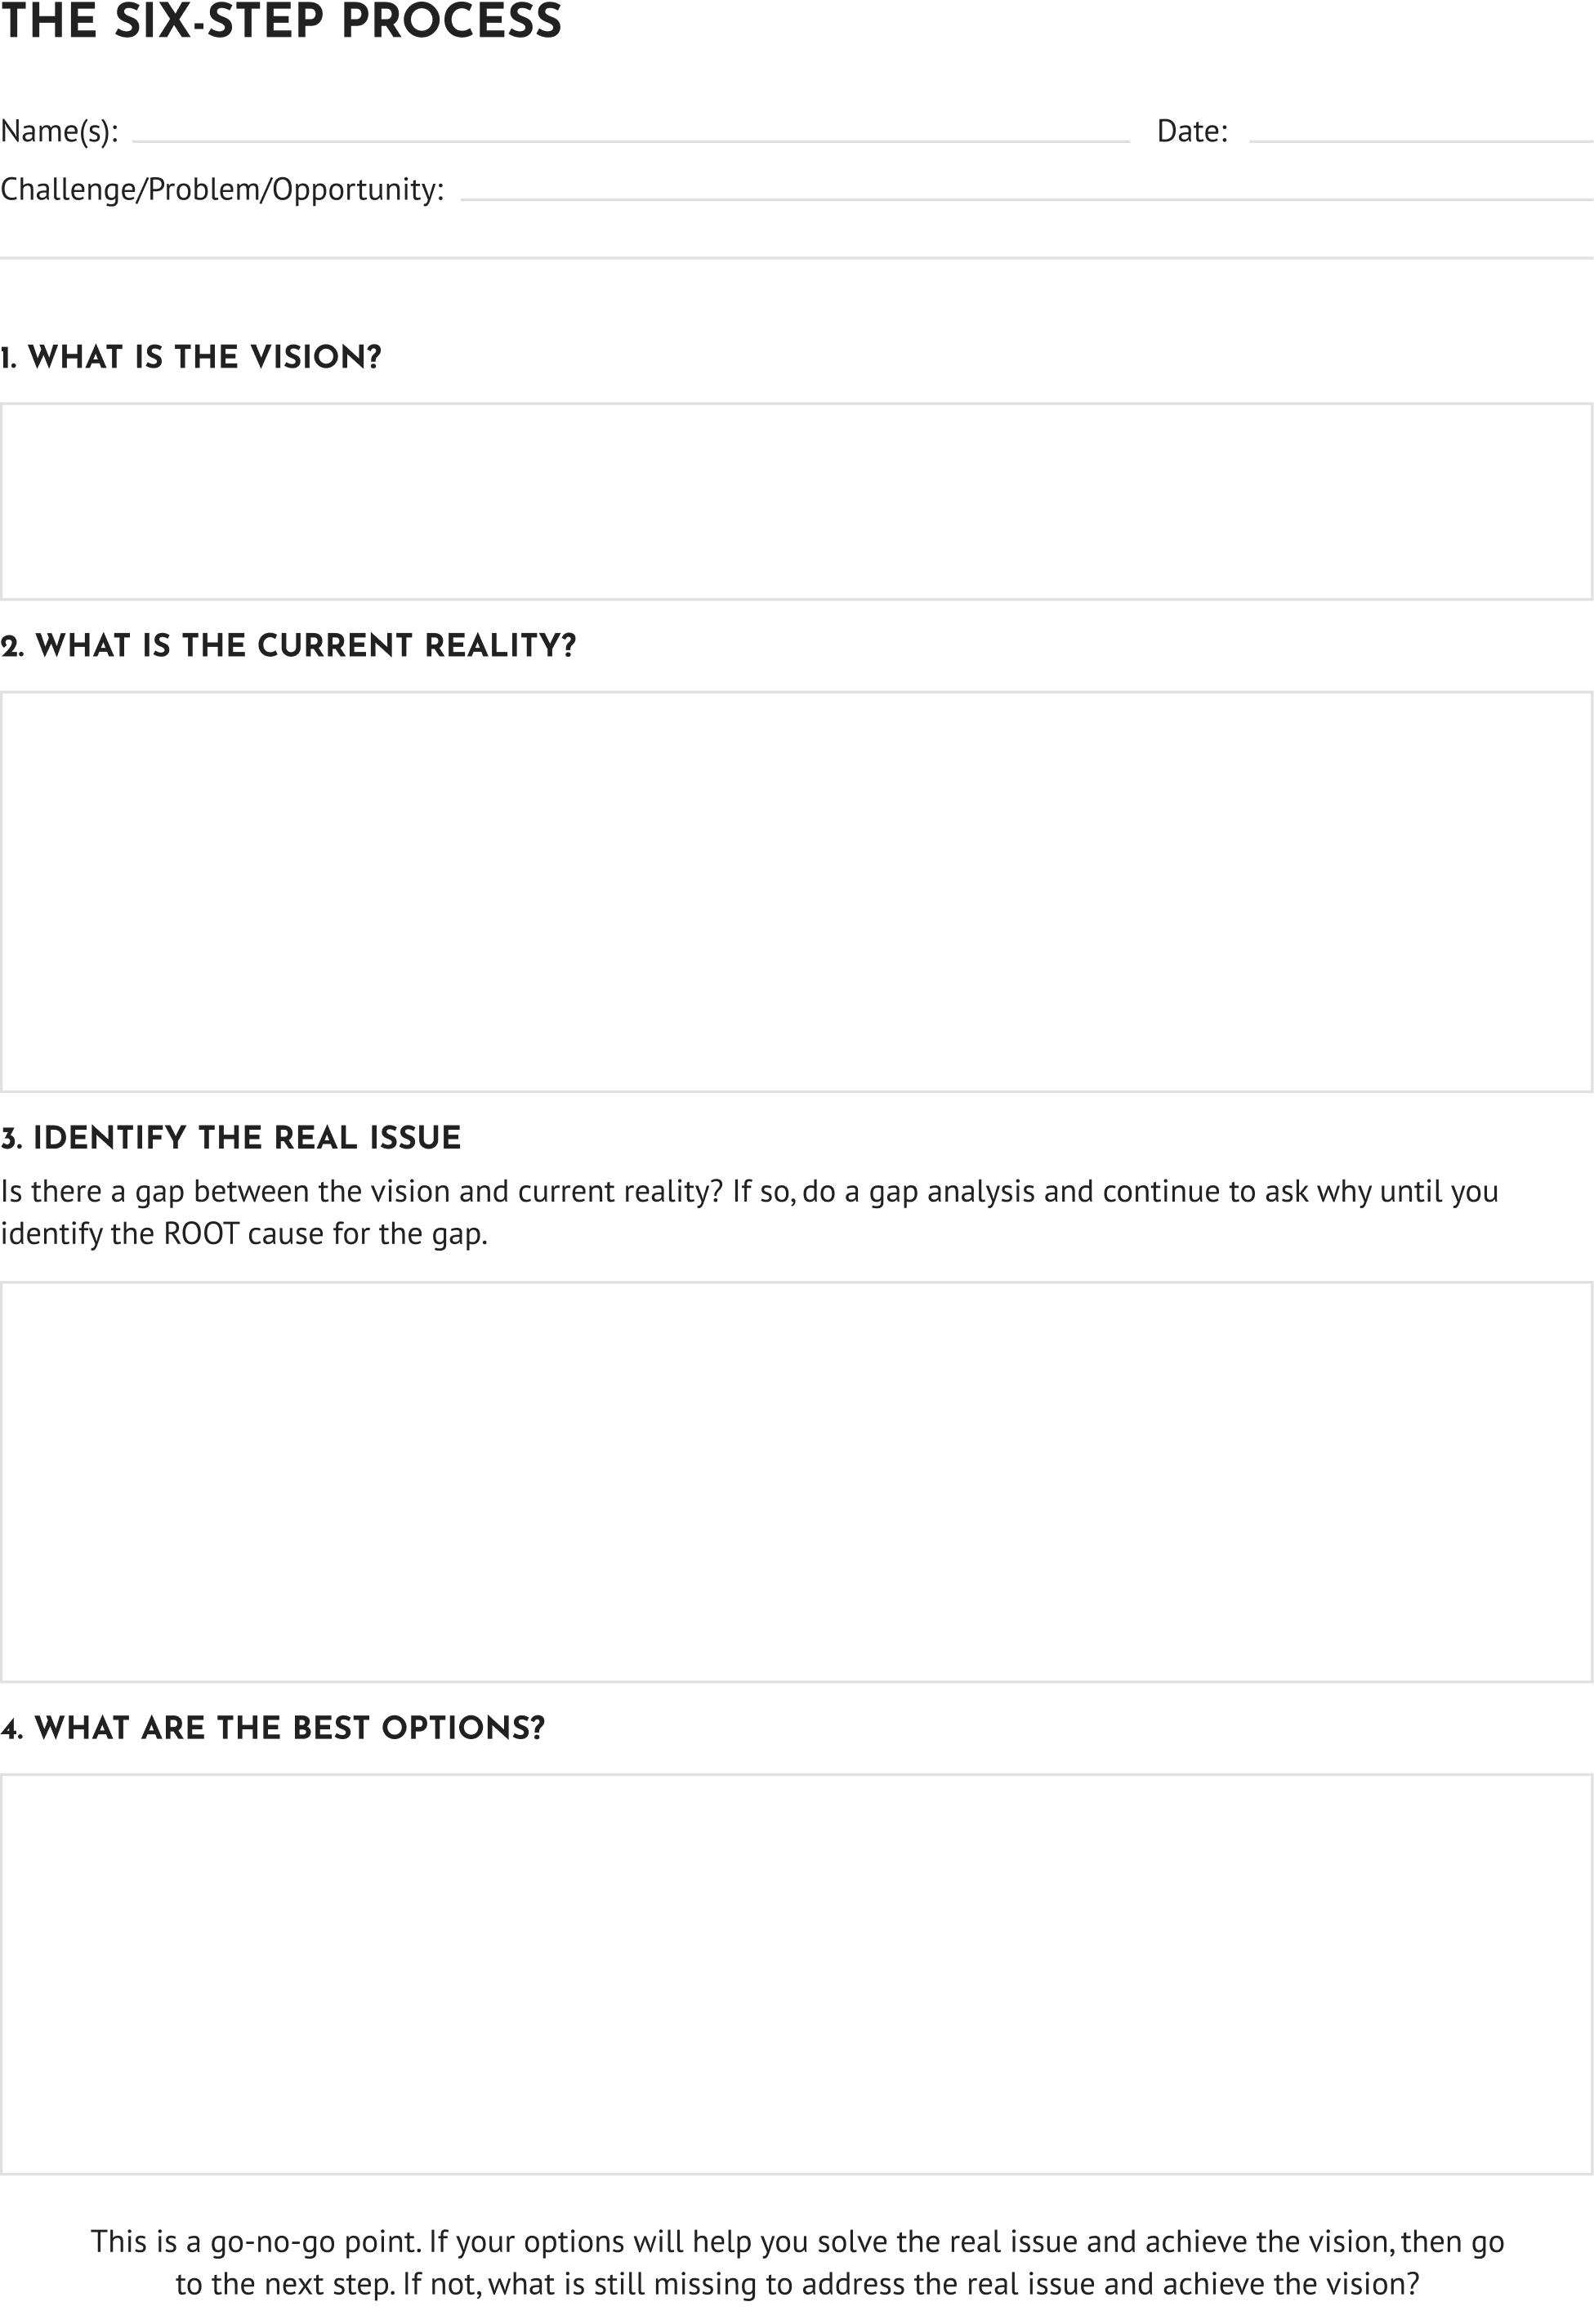 THE SIX-STEP PROCESS
Name(s): Date:
Challenge/Problem/Opportunity:
1. WHAT IS THE VISION?
2. WHAT IS THE CURRENT REALITY?
3. IDENTIFY THE REAL ISSUE
Is there a gap between the vision and current reality? If so, do a gap analysis and continue to ask why until you
identify the ROOT cause for the gap.
4. WHAT ARE THE BEST OPTIONS?
This is a go-no-go point. If your options will help you solve the real issue and achieve the vision, then go
to the next step. If not, what is still missing to address the real issue and achieve the vision?